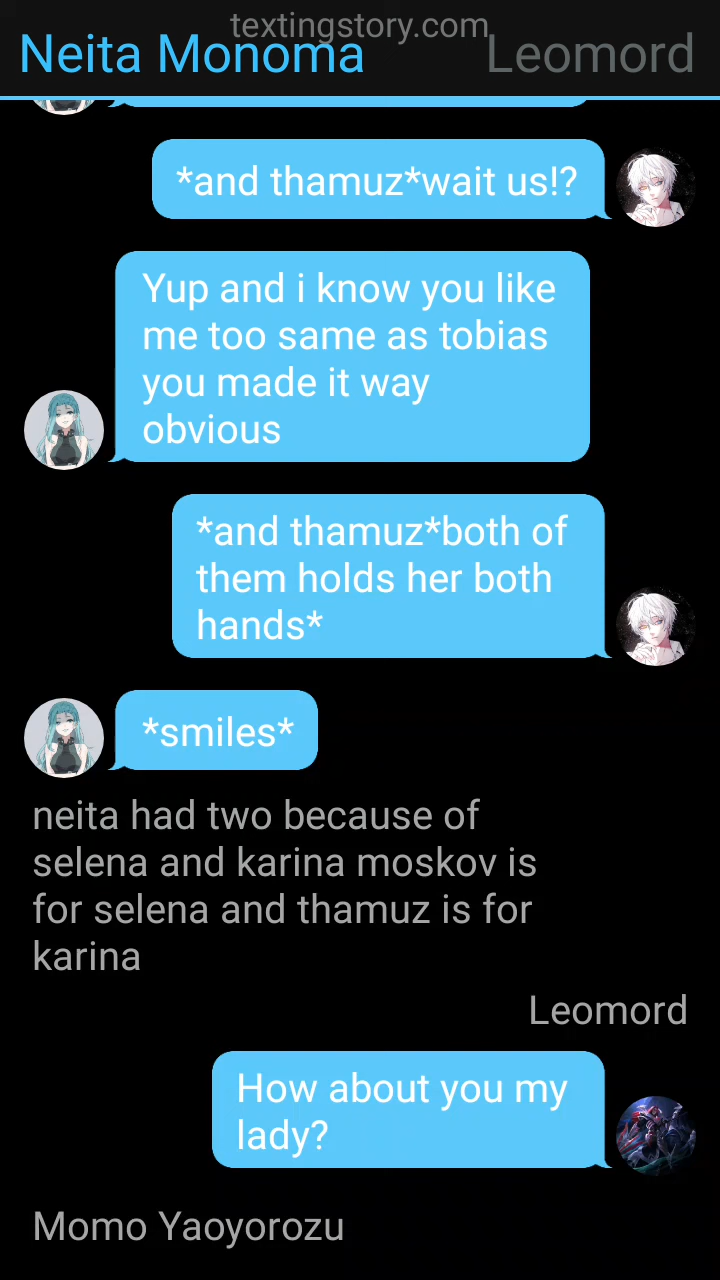 textingstory.com
Neita Monoma
Leomord
*and thamuz*wait us!?
Yup and i know you like
me too same as tobias
you made it way
obvious
*and thamuz*both of
them holds her both
hands*
*smiles*
neita had two because of
selena and karina moskov is
for selena and thamuz is for
karina
Leomord
How about you my
lady?
Momo Yaoyorozu